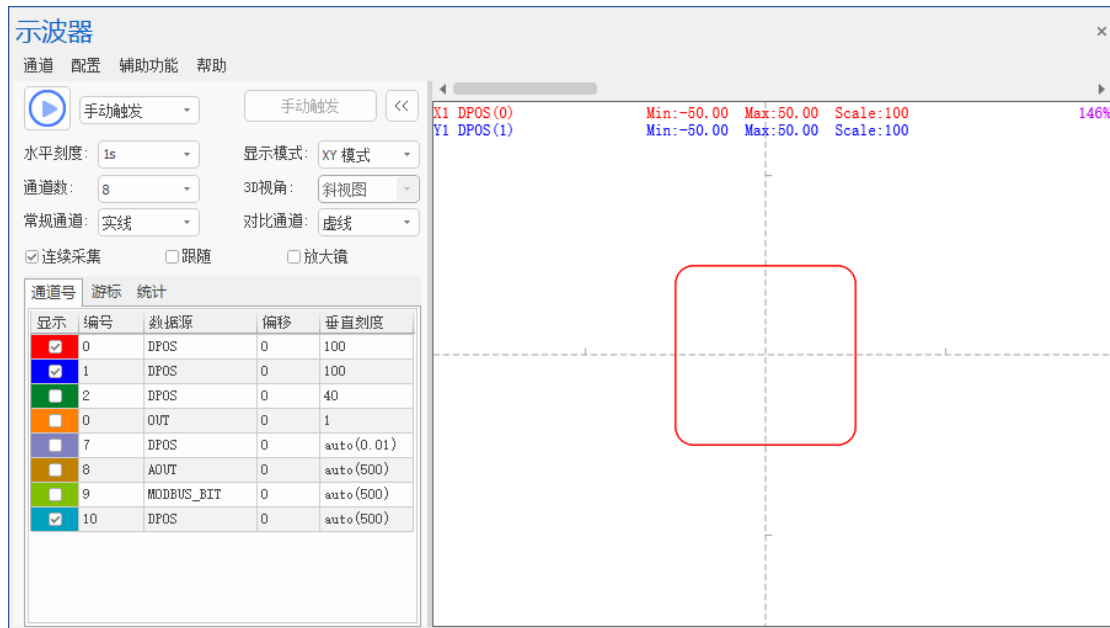 示波器
通道 配置 辅助功能 帮助
手动触发 手动触发 <<
水平刻度: 1s 显示模式: XY 模式
通道数: 8 3D视角: 斜视图
常规通道: 实线 对比通道: 虚线
连续采集 跟随 放大镜
通道号 游标 统计
显示 编号 数据源 偏移 垂直刻度
0 DPOS 0 100
1 DPOS 0 100
2 DPOS 0 40
0 OUT 0 1
7 DPOS 0 auto(0.01)
8 AOUT 0 auto(500)
9 MODBUS_BIT 0 auto(500)
10 DPOS 0 auto(500)
X1 DPOS(0) Min:-50.00 Max:50.00 Scale:100 146%
Y1 DPOS(1) Min:-50.00 Max:50.00 Scale:100